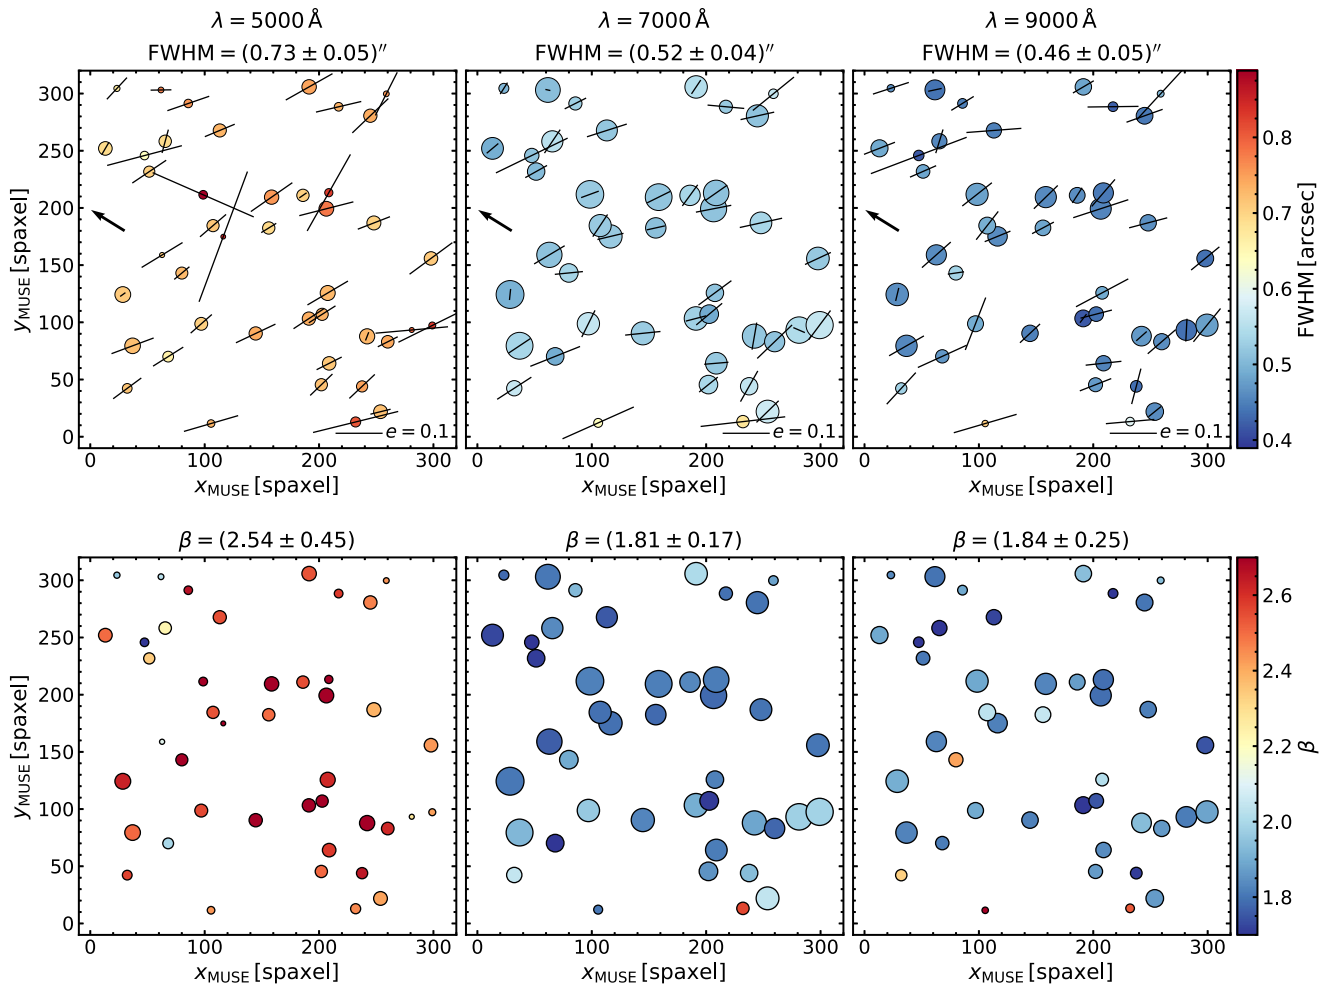 λ = 5000 Å λ = 7000 Å λ = 9000 Å
FWHM = (0.73 ± 0.05)″ FWHM = (0.52 ± 0.04)″ FWHM = (0.46 ± 0.05)″
300
250
200
150
100
50
0
y_MUSE [spaxel]
e = 0.1 e = 0.1 e = 0.1
0 100 200 300 0 100 200 300 0 100 200 300
x_MUSE [spaxel] x_MUSE [spaxel] x_MUSE [spaxel]
0.8
0.7
0.6
0.5
0.4
FWHM [arcsec]
β = (2.54 ± 0.45) β = (1.81 ± 0.17) β = (1.84 ± 0.25)
300
250
200
150
100
50
0
y_MUSE [spaxel]
0 100 200 300 0 100 200 300 0 100 200 300
x_MUSE [spaxel] x_MUSE [spaxel] x_MUSE [spaxel]
2.6
2.4
2.2
2.0
1.8
β